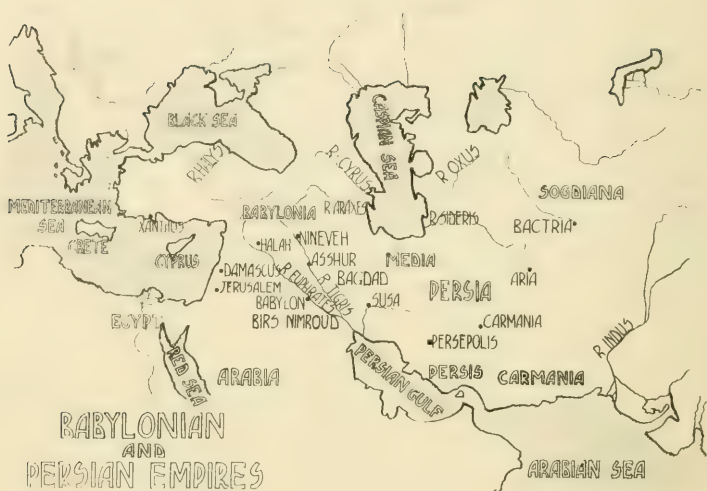 BLACK SEA
CASPIAN SEA
R. HALYS
R. CYRUS
R. OXUS
SOGDIANA
MEDITERRANEAN
SEA
CRETE
XANTHUS
CYPRUS
BABYLONIA
R. ARAXES
R. SIDERIS
BACTRIA
HALAH
NINEVEH
ASSHUR
MEDIA
DAMASCUS
JERUSALEM
R. EUPHRATES
R. TIGRIS
BAGDAD
SUSA
PERSIA
ARIA
BABYLON
BIRS NIMROUD
EGYPT
CARMANIA
PERSEPOLIS
R. INDUS
RED SEA
ARABIA
PERSIAN GULF
PERSIS
CARMANIA
BABYLONIAN
AND
PERSIAN EMPIRES
ARABIAN SEA